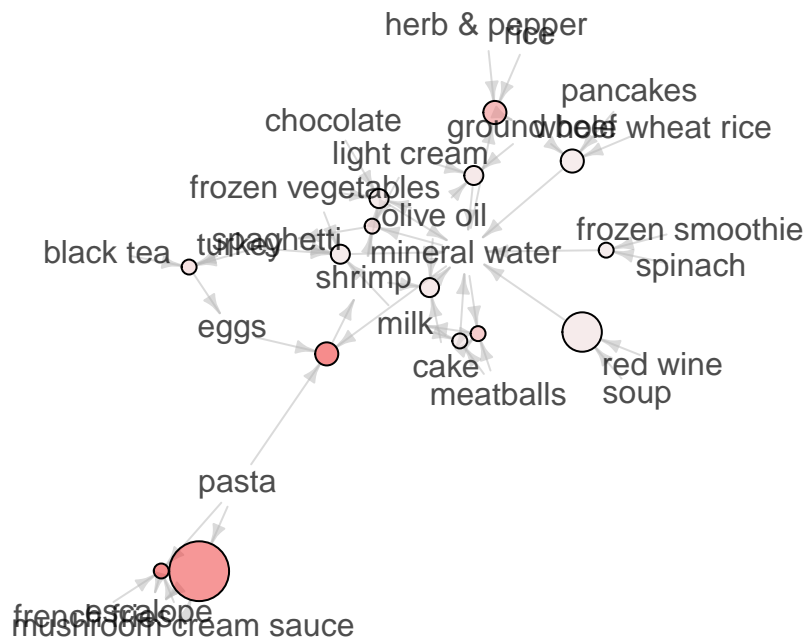 herb & pepper
rice
pancakes
chocolate
ground beef
whole wheat rice
light cream
frozen vegetables
olive oil
frozen smoothie
spaghetti
turkey
black tea
mineral water
spinach
shrimp
eggs
milk
cake
red wine
meatballs
soup
pasta
escalope
french fries
mushroom cream sauce